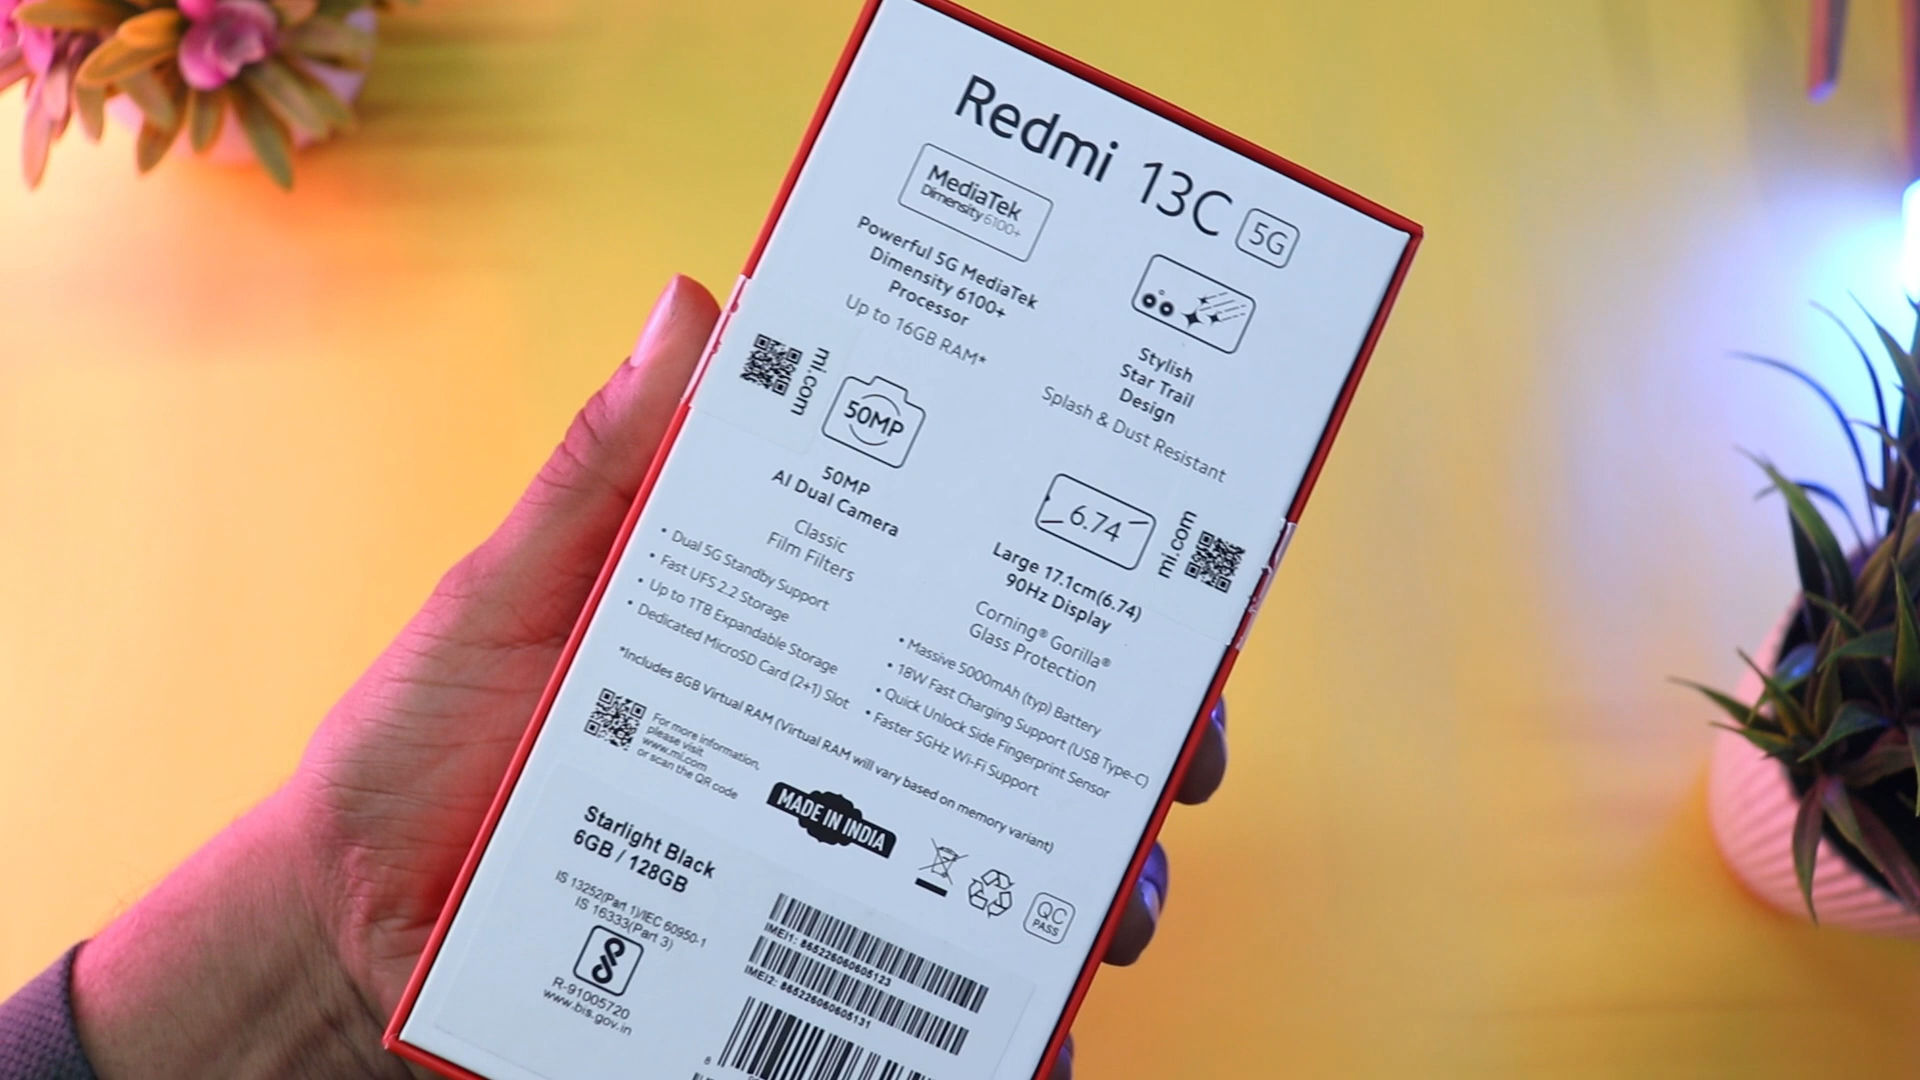 Redmi 13C 5G
MediaTek
Dimensity 6100+
Powerful 5G MediaTek
Dimensity 6100+
Processor
Up to 16GB RAM*
Stylish
Star Trail
Design
Splash & Dust Resistant
mi.com
50MP
50MP
AI Dual Camera
Classic
Film Filters
6.74
Large 17.1cm(6.74)
90Hz Display
Corning® Gorilla®
Glass Protection
mi.com
• Dual 5G Standby Support
• Fast UFS 2.2 Storage
• Up to 1TB Expandable Storage
• Dedicated MicroSD Card (2+1) Slot
• Massive 5000mAh (typ) Battery
• 18W Fast Charging Support (USB Type-C)
• Quick Unlock Side Fingerprint Sensor
• Faster 5GHz Wi-Fi Support
*Includes 8GB Virtual RAM (Virtual RAM will vary based on memory variant)
For more information,
please visit
www.mi.com
or scan the QR code
MADE IN INDIA
QC
PASS
Starlight Black
6GB / 128GB
IS 13252(Part 1)/IEC 60950-1
IS 16333(Part 3)
R-91005720
www.bis.gov.in
IMEI1: 865226060605123
IMEI2: 865226060605131
8